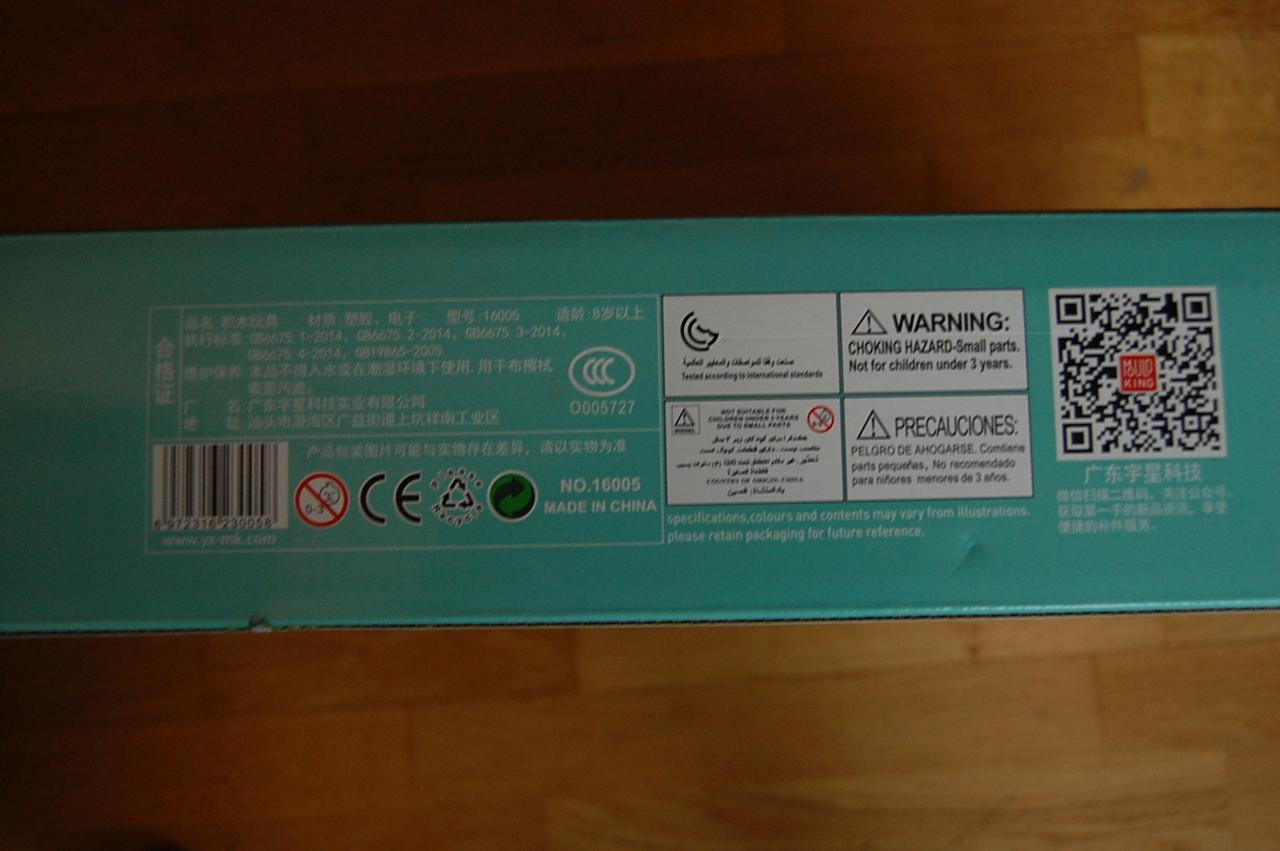 合格证
品名:积木玩具 材质:塑胶、电子 型号:16005 适龄:8岁以上
执行标准:GB6675.1-2014、GB6675.2-2014、GB6675.3-2014、
GB6675.4-2014、GB19865-2005
维护保养:本品不得入水或在潮湿环境下使用,用干布擦拭
表面污迹。
厂 名:广东宇星科技实业有限公司
地 址:汕头市澄海区广益街道上坑祥南工业区
CCC
O005727
产品包装图片可能与实物存在差异,请以实物为准
6 972316 230058
www.yx-mk.com
0-3
CE
Recycle
NO.16005
MADE IN CHINA
Tested according to international standards
WARNING:
CHOKING HAZARD-Small parts.
Not for children under 3 years.
WARNING
NOT SUITABLE FOR
CHILDREN UNDER 3 YEARS
DUE TO SMALL PARTS
0-3
COUNTRY OF ORIGIN: CHINA
PRECAUCIONES:
PELGRO DE AHOGARSE. Comtiene
parts pequeñas, No recomendado
para niñores menores de 3 años.
specifications,colours and contents may vary from illustrations.
please retain packaging for future reference.
MOULD
KING
广东宇星科技
微信扫描二维码，关注公众号，
获取第一手的新品资讯，享受
便捷的补件服务。